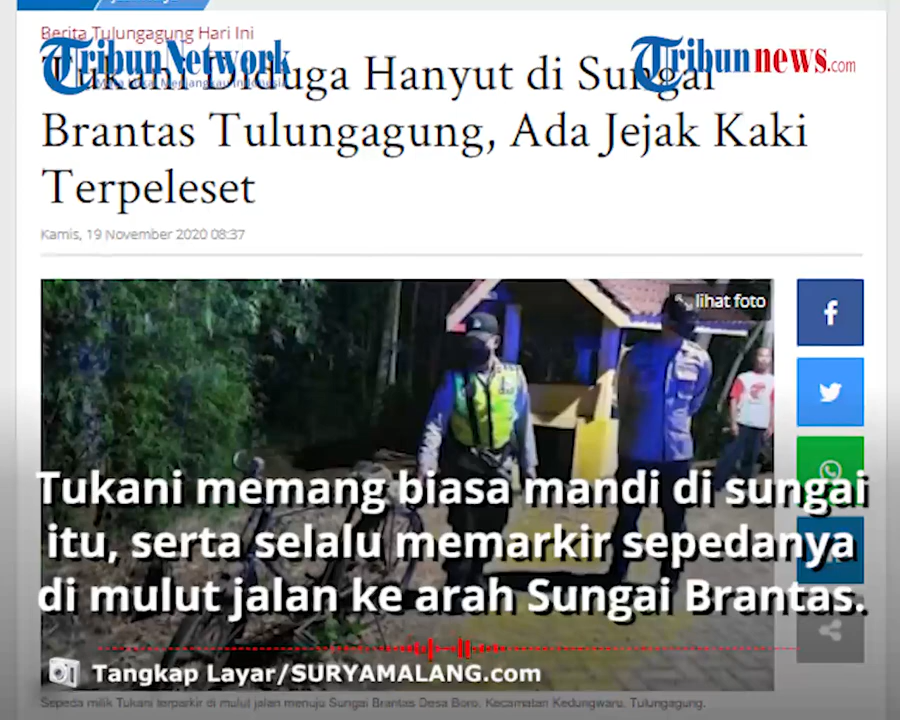 Berita Tulungagung Hari Ini
TribunNetwork
Tribunnews.com
Tukani Diduga Hanyut di Sungai
Brantas Tulungagung, Ada Jejak Kaki
Terpeleset
Kamis, 19 November 2020 08:37
lihat foto
Tukani memang biasa mandi di sungai
itu, serta selalu memarkir sepedanya
di mulut jalan ke arah Sungai Brantas.
Tangkap Layar/SURYAMALANG.com
Sepeda milik Tukani terparkir di mulut jalan menuju Sungai Brantas Desa Boro, Kecamatan Kedungwaru, Tulungagung.